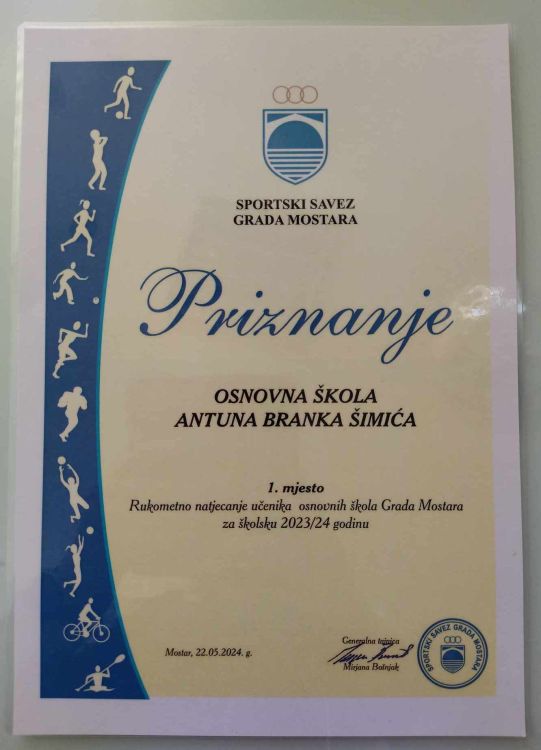 SPORTSKI SAVEZ
GRADA MOSTARA
Priznanje
OSNOVNA ŠKOLA
ANTUNA BRANKA ŠIMIĆA
1. mjesto
Rukometno natjecanje učenika osnovnih škola Grada Mostara
za školsku 2023/24 godinu
Mostar, 22.05.2024. g.
Generalna tajnica
Mirjana Bošnjak
SPORTSKI SAVEZ GRADA MOSTARA